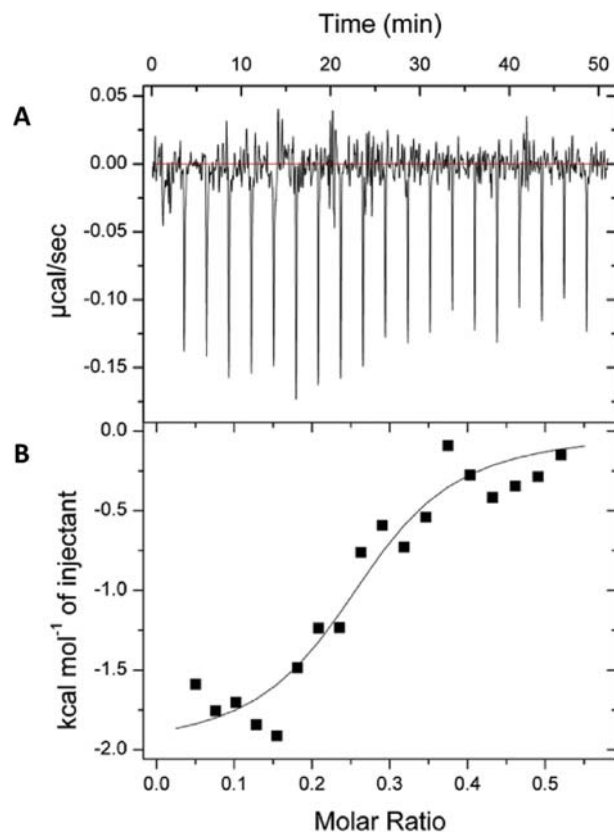 Time (min)
0 10 20 30 40 50
A
0.05
0.00
-0.05
-0.10
-0.15
µcal/sec
B
0.0
-0.5
-1.0
-1.5
-2.0
kcal mol⁻¹ of injectant
0.0 0.1 0.2 0.3 0.4 0.5
Molar Ratio